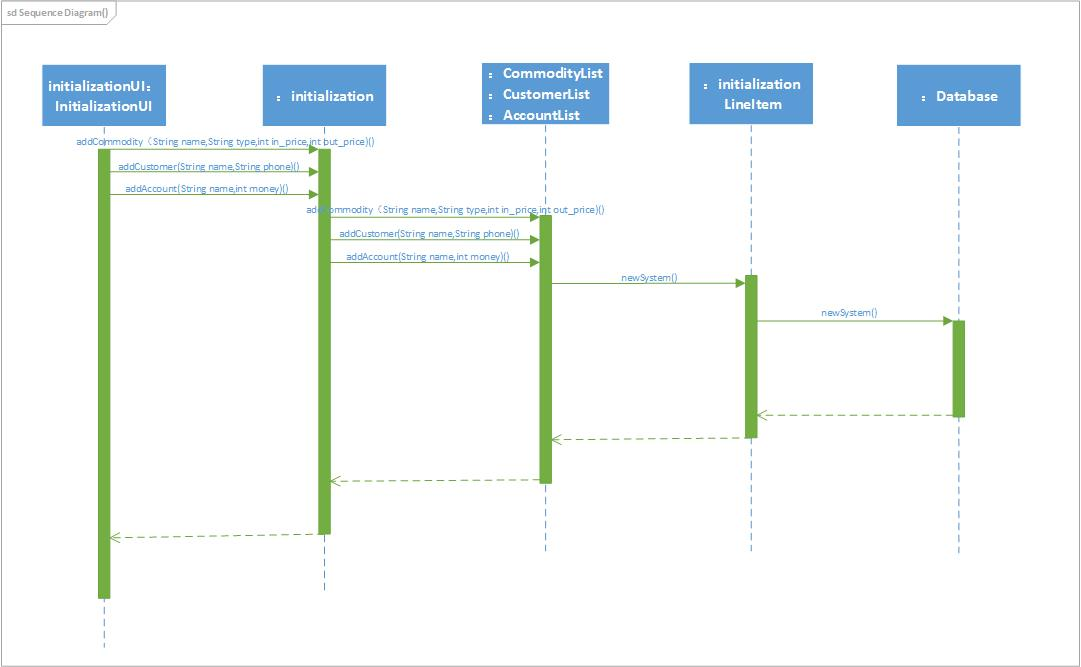 sd Sequence Diagram()
initializationUI：
InitializationUI
： initialization
： CommodityList
： CustomerList
： AccountList
： initialization
LineItem
： Database
addCommodity（String name,String type,int in_price,int out_price)()
addCustomer(String name,String phone)()
addAccount(String name,int money)()
addCommodity（String name,String type,int in_price,int out_price)()
addCustomer(String name,String phone)()
addAccount(String name,int money)()
newSystem()
newSystem()